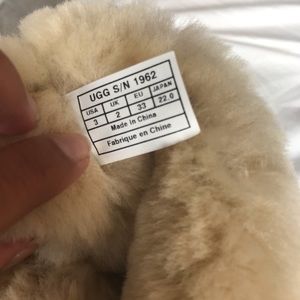 UGG S/N 1962
USA UK EU JAPAN
3 2 33 22.0
Made in China
Fabriqué en Chine